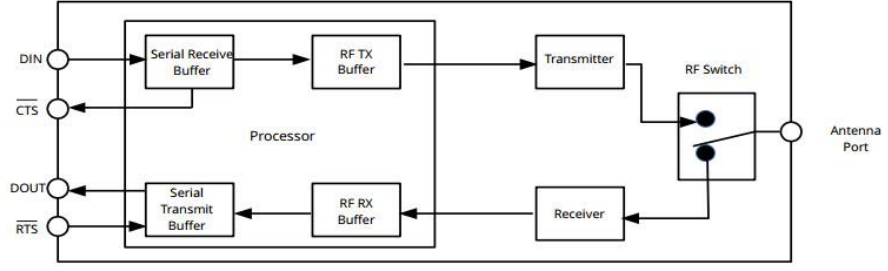 DIN
Serial Receive
Buffer
RF TX
Buffer
Transmitter
RF Switch
CTS
Processor
Antenna
Port
DOUT
Serial
Transmit
Buffer
RF RX
Buffer
Receiver
RTS